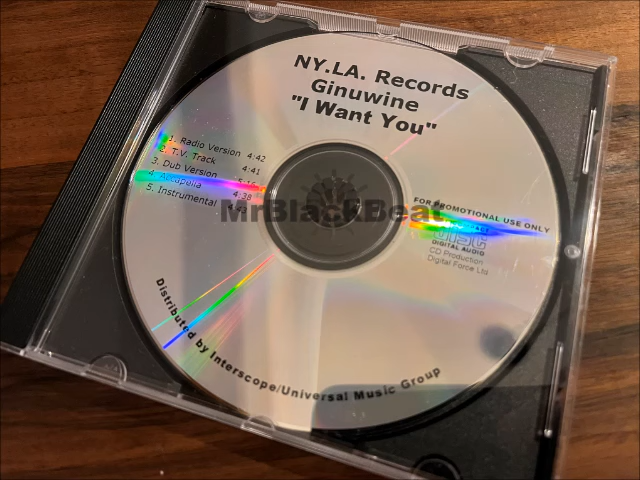 NY.LA. Records
Ginuwine
"I Want You"
1. Radio Version 4:42
2. T.V. Track 4:41
3. Dub Version
4. Accapella 4:38
5. Instrumental
MrBlackBeat
FOR PROMOTIONAL USE ONLY
DIGITAL AUDIO
CD Production
Digital Force Ltd
Distributed by Interscope/Universal Music Group